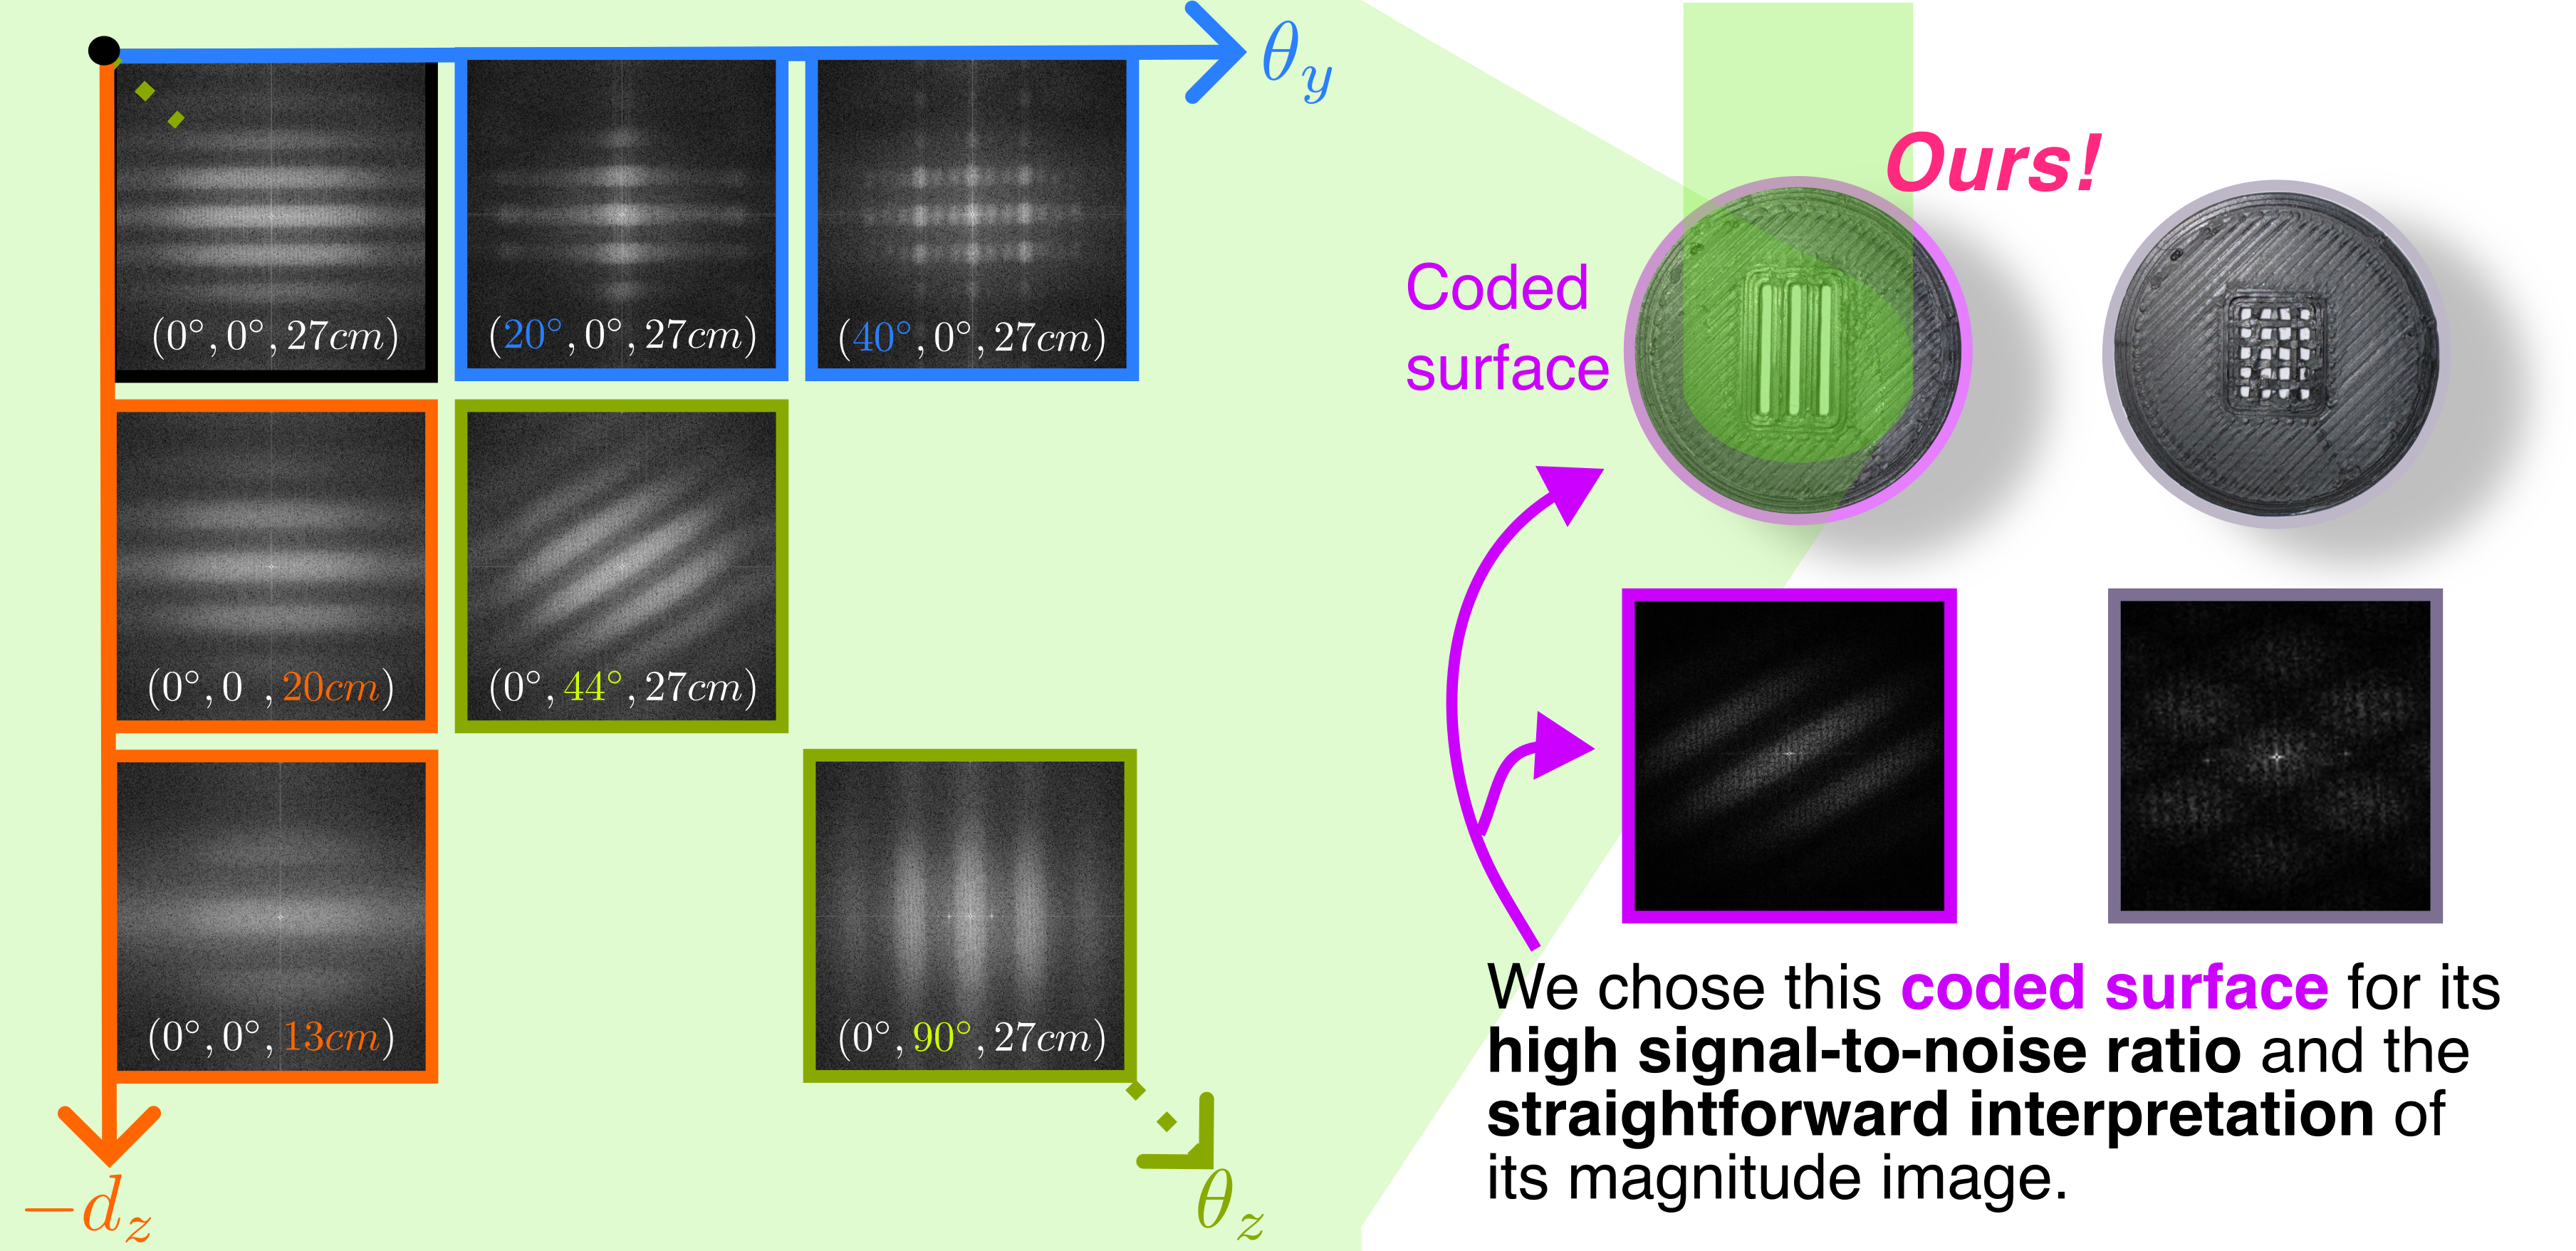 θy
(0°, 0°, 27cm)
(20°, 0°, 27cm)
(40°, 0°, 27cm)
(0°, 0 , 20cm)
(0°, 44°, 27cm)
(0°, 0°, 13cm)
(0°, 90°, 27cm)
−dz
θz
Ours!
Coded
surface
We chose this coded surface for its
high signal-to-noise ratio and the
straightforward interpretation of
its magnitude image.